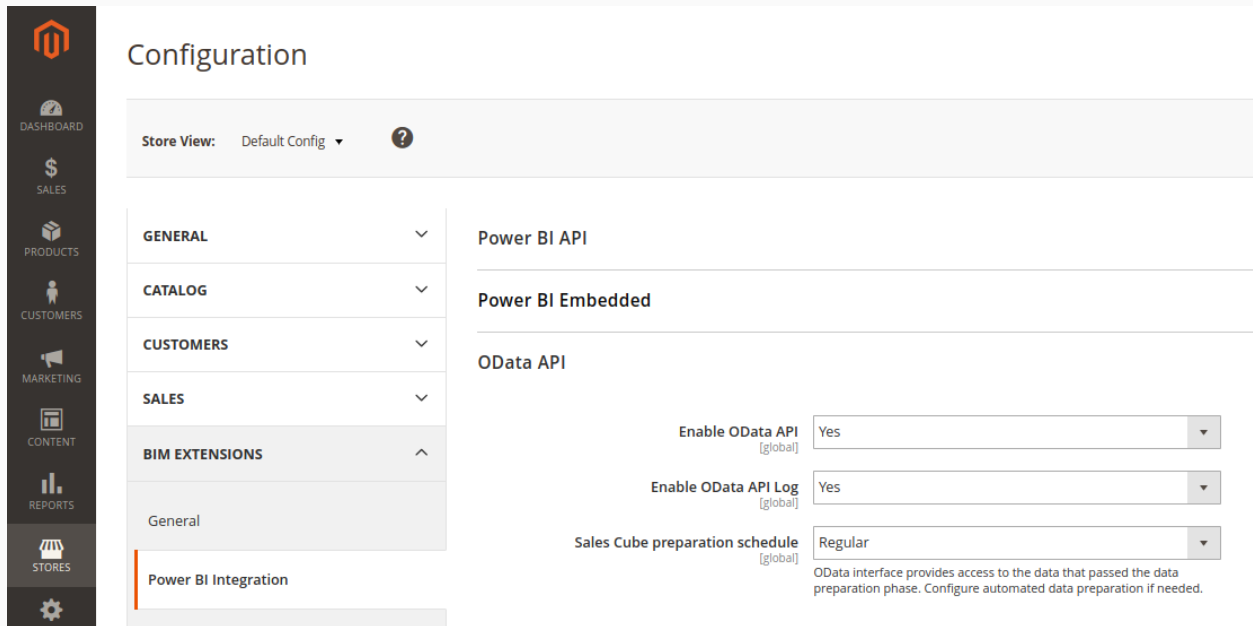 Configuration
DASHBOARD
SALES
PRODUCTS
CUSTOMERS
MARKETING
CONTENT
REPORTS
STORES
Store View: Default Config
GENERAL
CATALOG
CUSTOMERS
SALES
BIM EXTENSIONS
General
Power BI Integration
Power BI API
Power BI Embedded
OData API
Enable OData API Yes
[global]
Enable OData API Log Yes
[global]
Sales Cube preparation schedule Regular
[global]
OData interface provides access to the data that passed the data
preparation phase. Configure automated data preparation if needed.